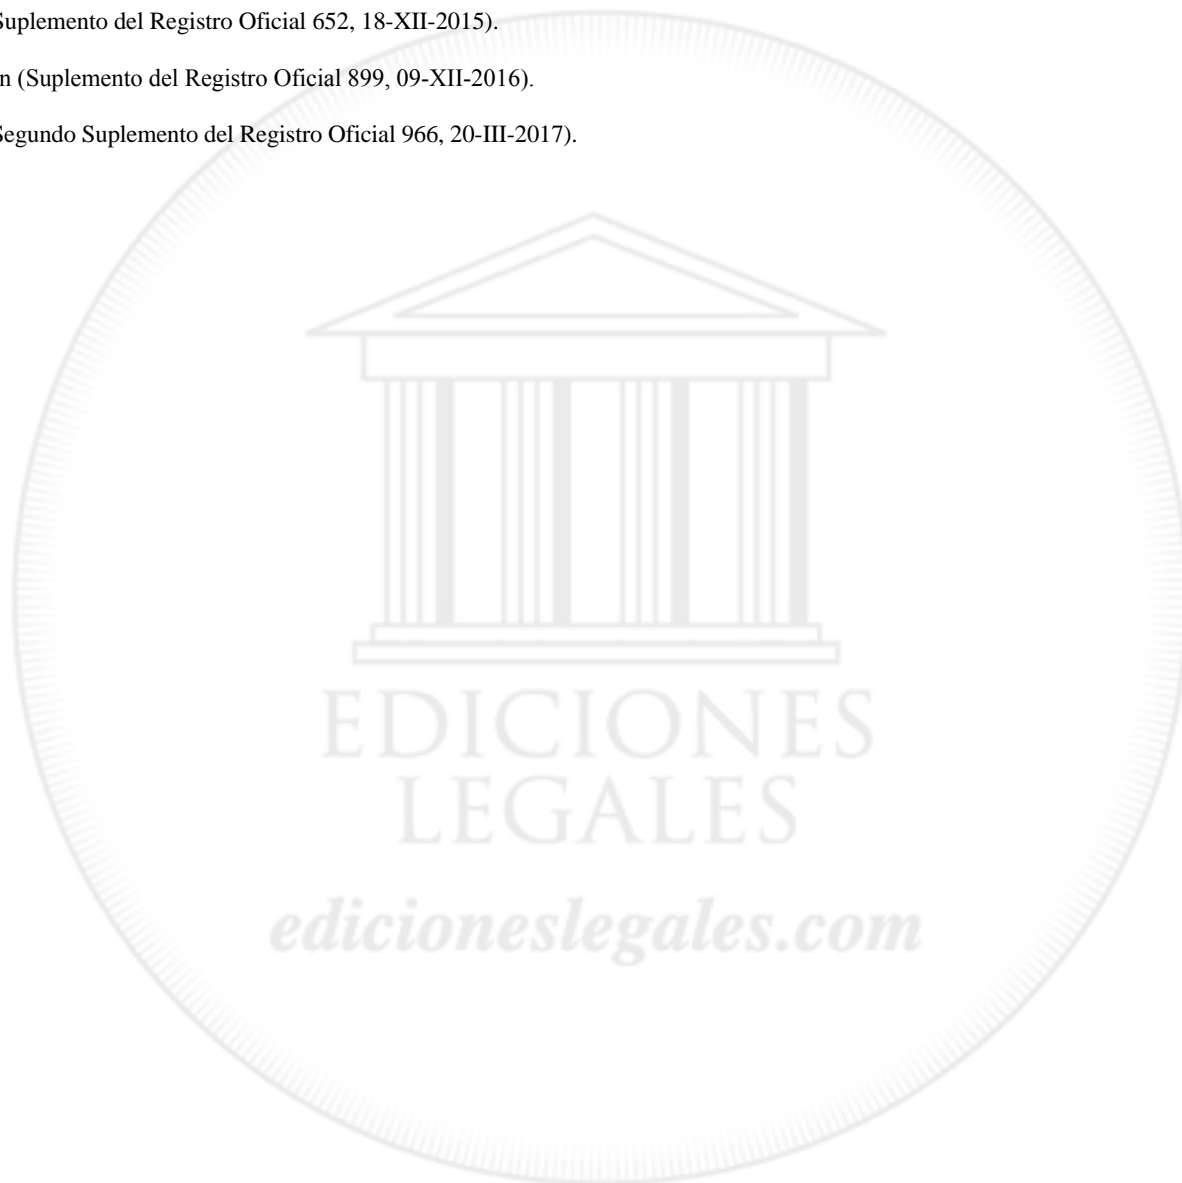 Suplemento del Registro Oficial 652, 18-XII-2015).
n (Suplemento del Registro Oficial 899, 09-XII-2016).
Segundo Suplemento del Registro Oficial 966, 20-III-2017).
EDICIONES
LEGALES
edicioneslegales.com